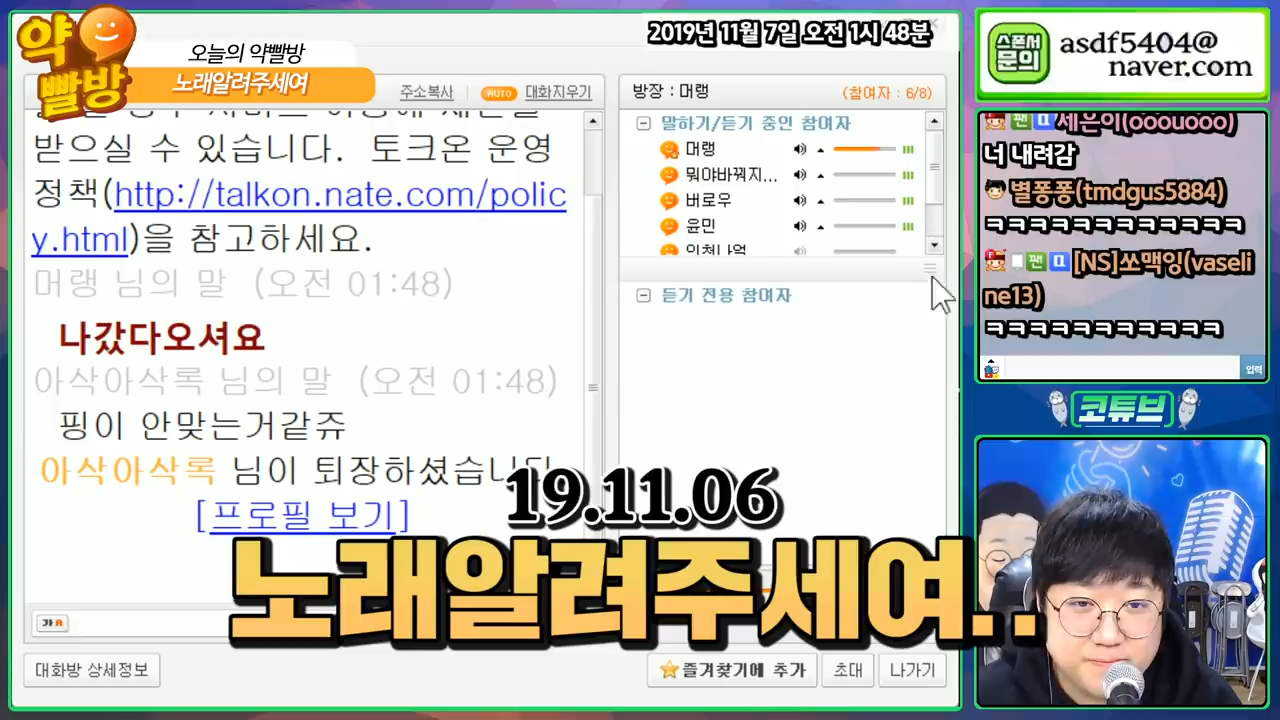 약빨방
오늘의 약빨방
노래알려주세여
2019년 11월 7일 오전 1시 48분
스폰서
문의
asdf5404@
naver.com
주소복사
AUTO 대화지우기
받으실 수 있습니다. 토크온 운영
정책(http://talkon.nate.com/polic
y.html)을 참고하세요.
머랭 님의 말 (오전 01:48)
나갔다오셔요
아삭아삭록 님의 말 (오전 01:48)
핑이 안맞는거같쥬
아삭아삭록 님이 퇴장하셨습니다
[프로필 보기]
가A
대화방 상세정보
방장 : 머랭
(참여자 : 6/8)
말하기/듣기 중인 참여자
머랭
뭐야바꿔지...
버로우
윤민
듣기 전용 참여자
즐겨찾기에 추가
초대
나가기
19.11.06
노래알려주세여..
팬 세은이(ooouooo)
너 내려감
별퐁퐁(tmdgus5884)
ㅋㅋㅋㅋㅋㅋㅋㅋㅋㅋㅋㅋ
팬 [NS]쏘맥잉(vaseli
ne13)
ㅋㅋㅋㅋㅋㅋㅋㅋㅋㅋㅋ
입력
코튜브